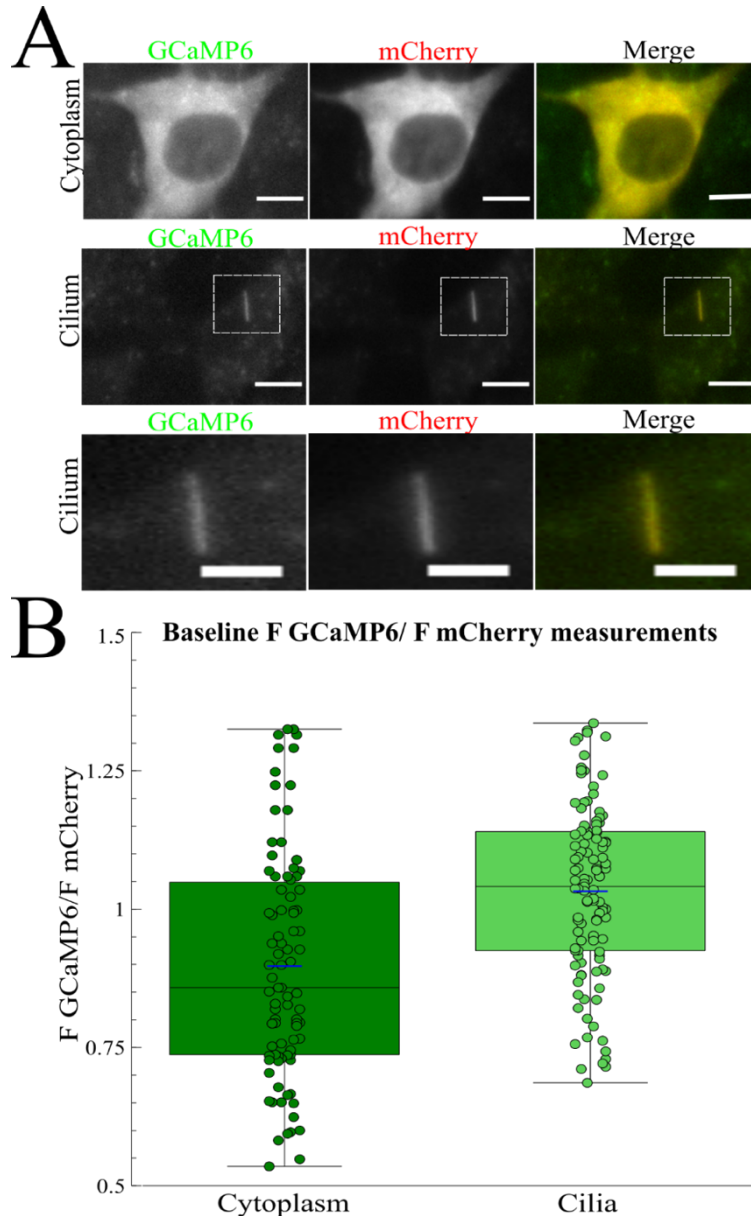 A
GCaMP6 mCherry Merge
Cytoplasm
GCaMP6 mCherry Merge
Cilium
GCaMP6 mCherry Merge
Cilium
B
Baseline F GCaMP6/ F mCherry measurements
F GCaMP6/F mCherry
1.5
1.25
1
0.75
0.5
Cytoplasm Cilia